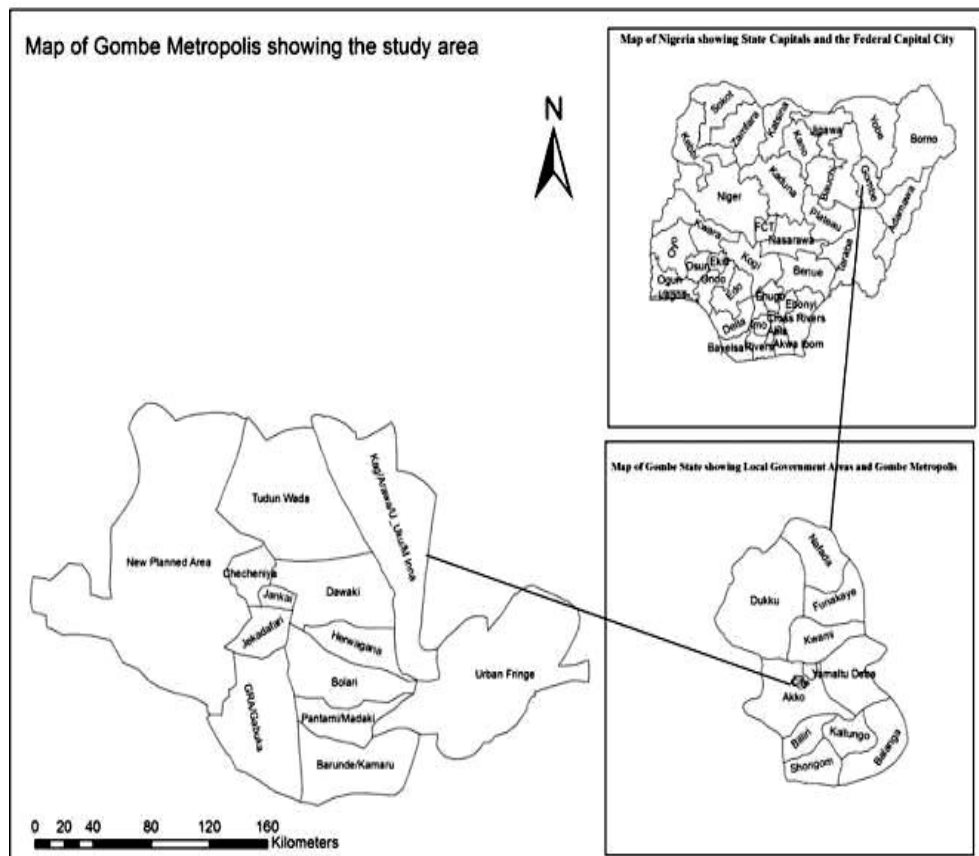 Map of Gombe Metropolis showing the study area
N
Tudun Wada
Kag/Arawa/U_Uku/M Inna
New Planned Area
Checheniya
Jankai
Dawaki
Jekadafari
Herwagana
Bolari
Urban Fringe
GRA/Gabuka
Pantami/Madaki
Barunde/Kamaru
0 20 40 80 120 160
Kilometers
Map of Nigeria showing State Capitals and the Federal Capital City
Sokot
Zamfara
Katsina
Kebbi
Kano
Jigawa
Yobe
Borno
Kaduna
Bauchi
Gombe
Adamawa
Niger
Plateau
FCT
Nasarawa
Kwara
Oyo
Kogi
Taraba
Osun
Ekiti
Benue
Ogun
Ondo
Lagos
Edo
Enugu
Ebonyi
Cross Rivers
Delta
Imo
Abia
Bayelsa
Rivers
Akwa Ibom
Map of Gombe State showing Local Government Areas and Gombe Metropolis
Nafada
Dukku
Funakaye
Kwami
Yamaltu Deba
Akko
Billiri
Kaltungo
Balanga
Shongom